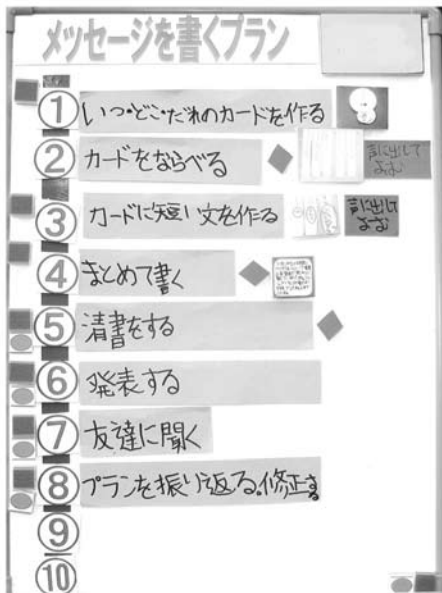 メッセージを書くプラン
① いつ・どこ・だれのカードを作る
② カードをならべる
声に出して
よむ
③ カードに短い文を作る
声に出して
よむ
④ まとめて書く
⑤ 清書をする
⑥ 発表する
⑦ 友達に聞く
⑧ プランを振り返る。修正する
⑨
⑩